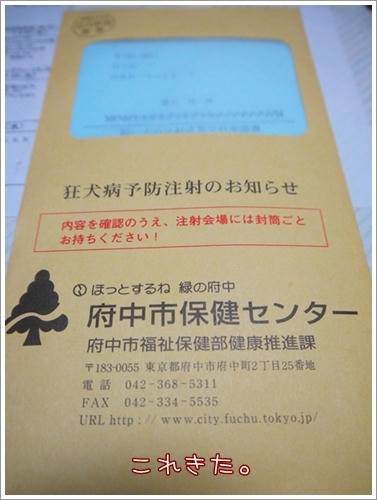 狂犬病予防注射のお知らせ
内容を確認のうえ、注射会場には封筒ごと
お持ちください！
ほっとするね 緑の府中
府中市保健センター
府中市福祉保健部健康推進課
〒183-0055 東京都府中市府中町2丁目25番地
電話 042-368-5311
FAX 042-334-5535
URL http://www.city.fuchu.tokyo.jp/
これきた。